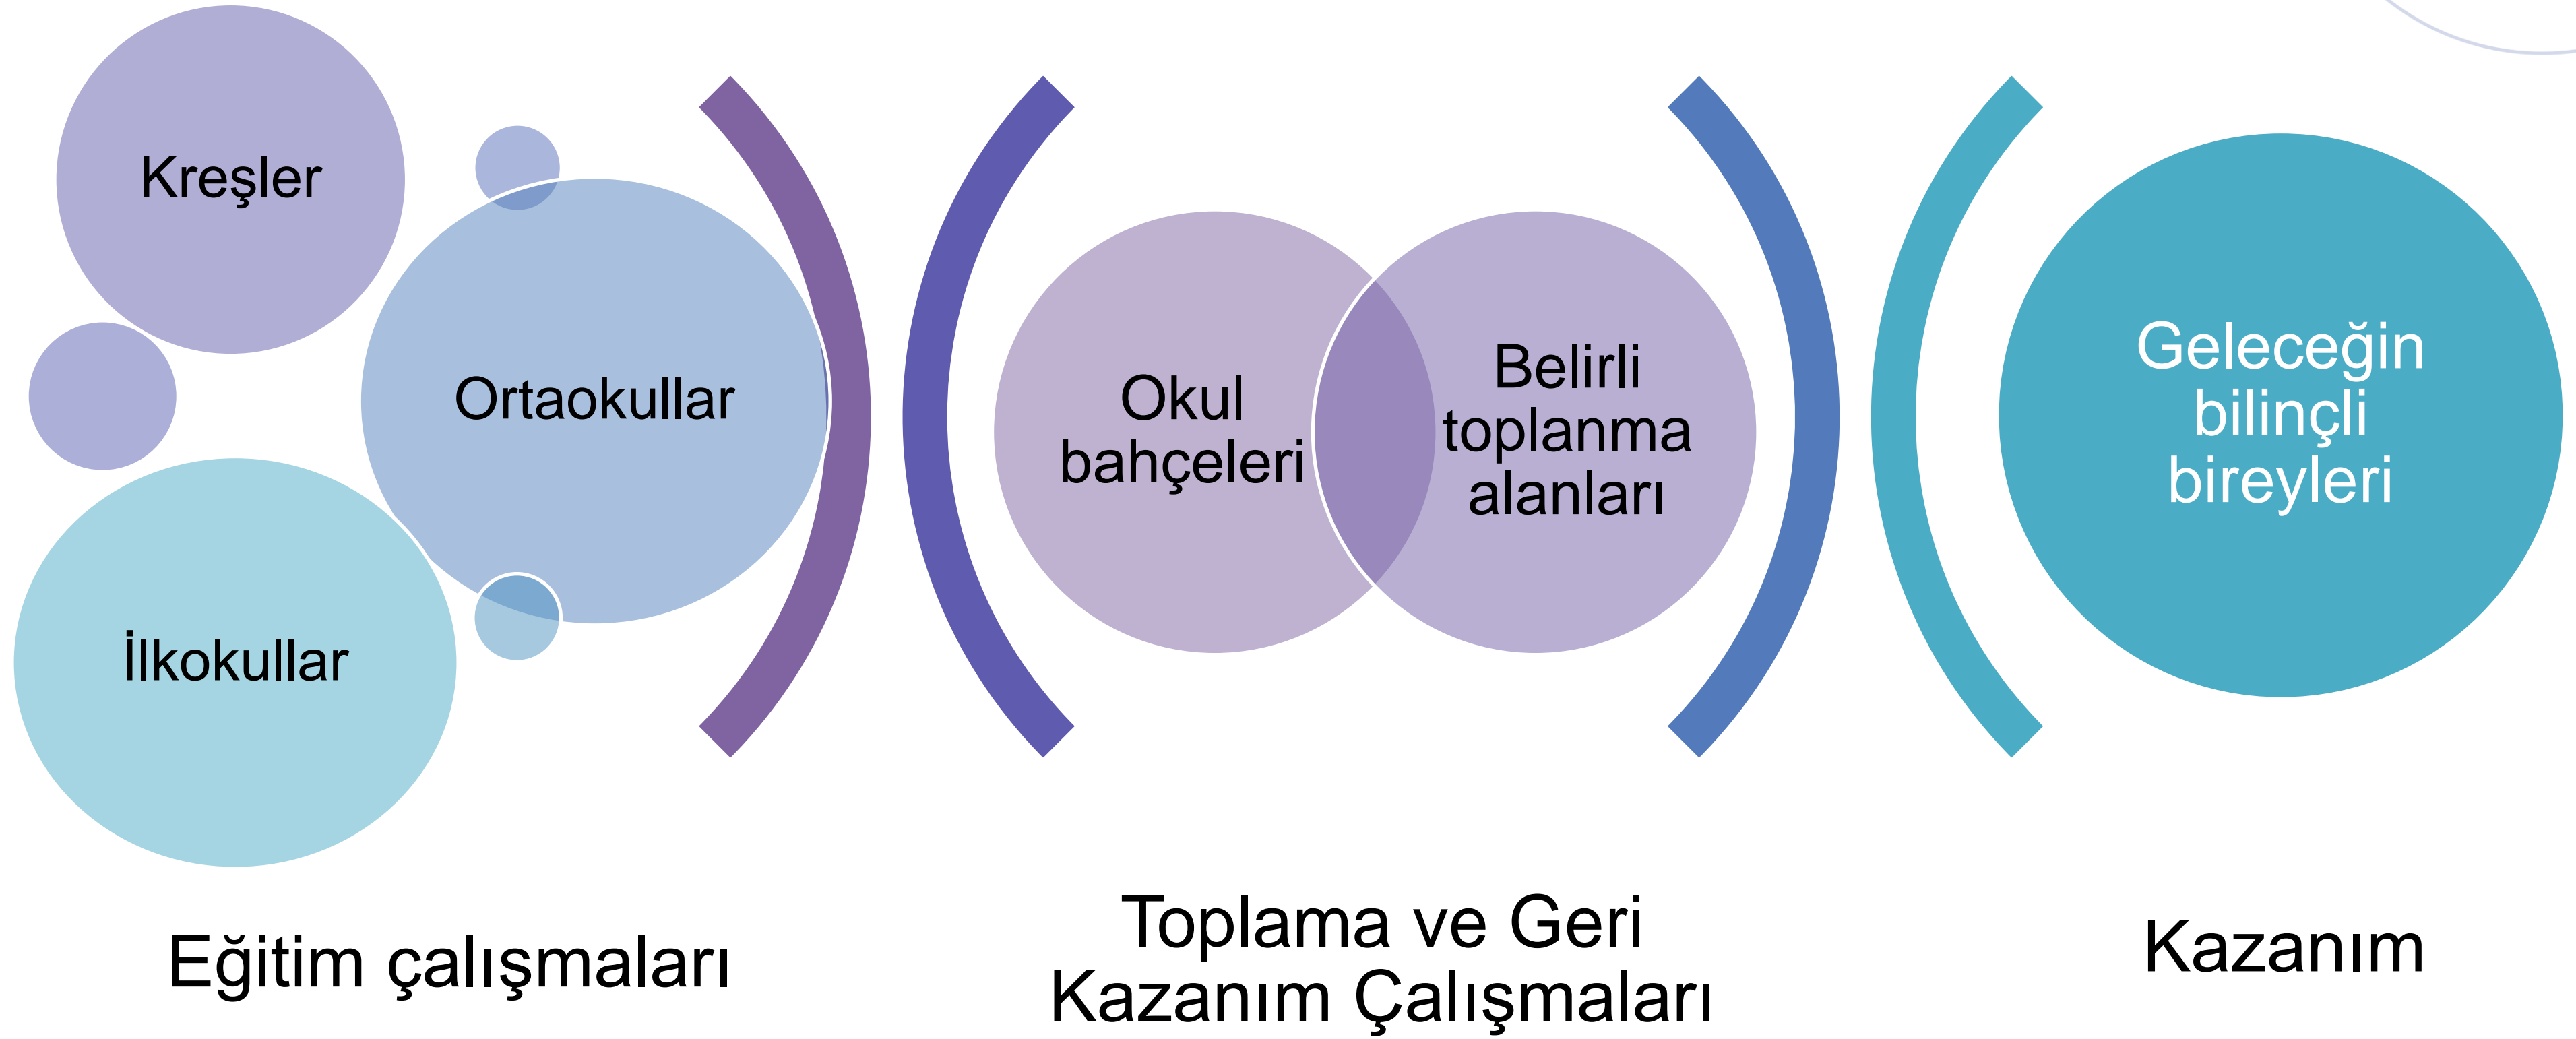 Kreşler
Ortaokullar
İlkokullar
Eğitim çalışmaları
Okul
bahçeleri
Belirli
toplanma
alanları
Toplama ve Geri
Kazanım Çalışmaları
Geleceğin
bilinçli
bireyleri
Kazanım